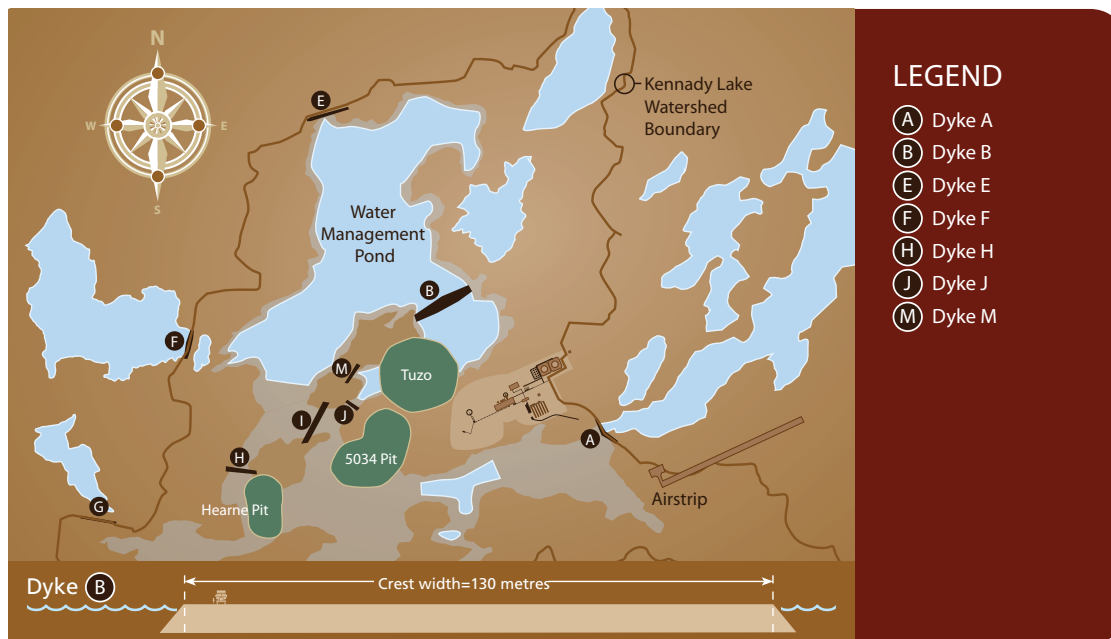 N
W
E
S
E
Kennady Lake
Watershed
Boundary
Water
Management
Pond
B
F
M
Tuzo
J
I
A
H
5034 Pit
Airstrip
G
Hearne Pit
Dyke B
Crest width=130 metres
LEGEND
A Dyke A
B Dyke B
E Dyke E
F Dyke F
H Dyke H
J Dyke J
M Dyke M